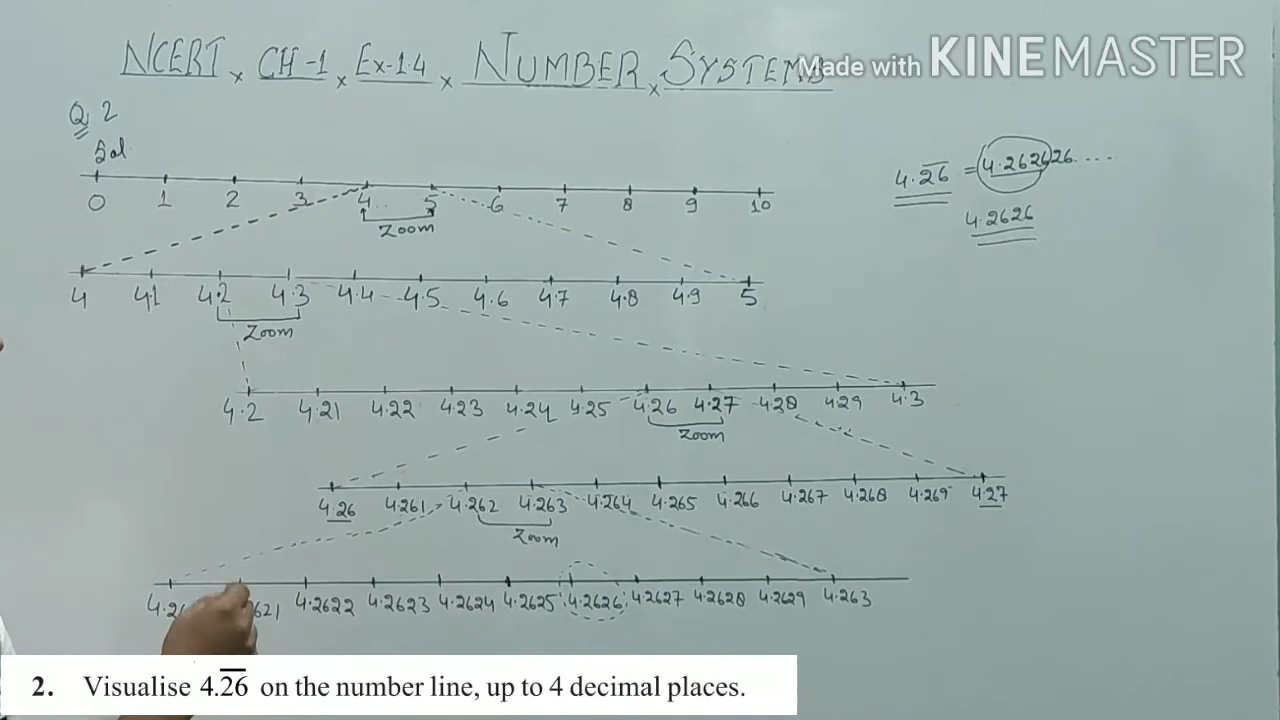 NCERT x CH-1 x Ex-1.4 x NUMBER x SYSTEMS
Made with KINEMASTER
Q 2
Sol.
4.2̅6̅ = 4.262626....
4.2626
0 1 2 3 4 5 6 7 8 9 10
Zoom
4 4.1 4.2 4.3 4.4 4.5 4.6 4.7 4.8 4.9 5
Zoom
4.2 4.21 4.22 4.23 4.24 4.25 4.26 4.27 4.28 4.29 4.3
Zoom
4.26 4.261 4.262 4.263 4.264 4.265 4.266 4.267 4.268 4.269 4.27
Zoom
4.2622 4.2623 4.2624 4.2625 4.2626 4.2627 4.2628 4.2629 4.263
2. Visualise 4.2̅6̅ on the number line, up to 4 decimal places.